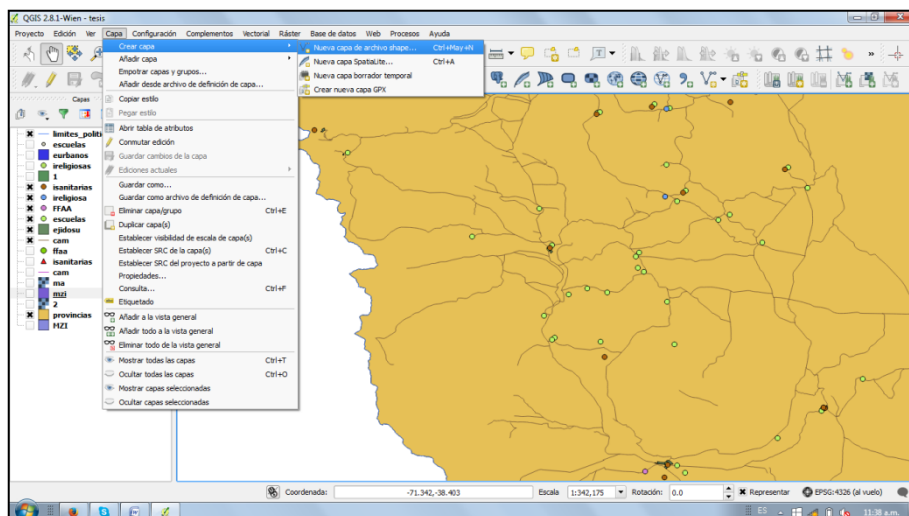 QGIS 2.8.1-Wien - tesis
Proyecto Edición Ver Capa Configuración Complementos Vectorial Ráster Base de datos Web Procesos Ayuda
Crear capa
Añadir capa
Empotrar capas y grupos...
Añadir desde archivo de definición de capa...
Copiar estilo
Pegar estilo
Abrir tabla de atributos
Conmutar edición
Guardar cambios de la capa
Ediciones actuales
Guardar como...
Guardar como archivo de definición de capa...
Eliminar capa/grupo Ctrl+E
Duplicar capa(s)
Establecer visibilidad de escala de capa(s)
Establecer SRC de la capa(s) Ctrl+C
Establecer SRC del proyecto a partir de capa
Propiedades...
Consulta... Ctrl+F
Etiquetado
Añadir a la vista general
Añadir todo a la vista general
Eliminar todo de la vista general
Mostrar todas las capas Ctrl+T
Ocultar todas las capas Ctrl+O
Mostrar capas seleccionadas
Ocultar capas seleccionadas
Nueva capa de archivo shape... Ctrl+May+N
Nueva capa SpatiaLite... Ctrl+A
Nueva capa borrador temporal
Crear nueva capa GPX
Capas
limites_politi
escuelas
eurbanos
ireligiosas
1
isanitarias
ireligiosa
FFAA
escuelas
ejidosu
cam
ffaa
isanitarias
cam
ma
mzi
2
provincias
MZI
Coordenada: -71.342,-38.403 Escala 1:342,175 Rotación: 0.0 Representar EPSG:4326 (al vuelo)
ES 11:38 a.m.